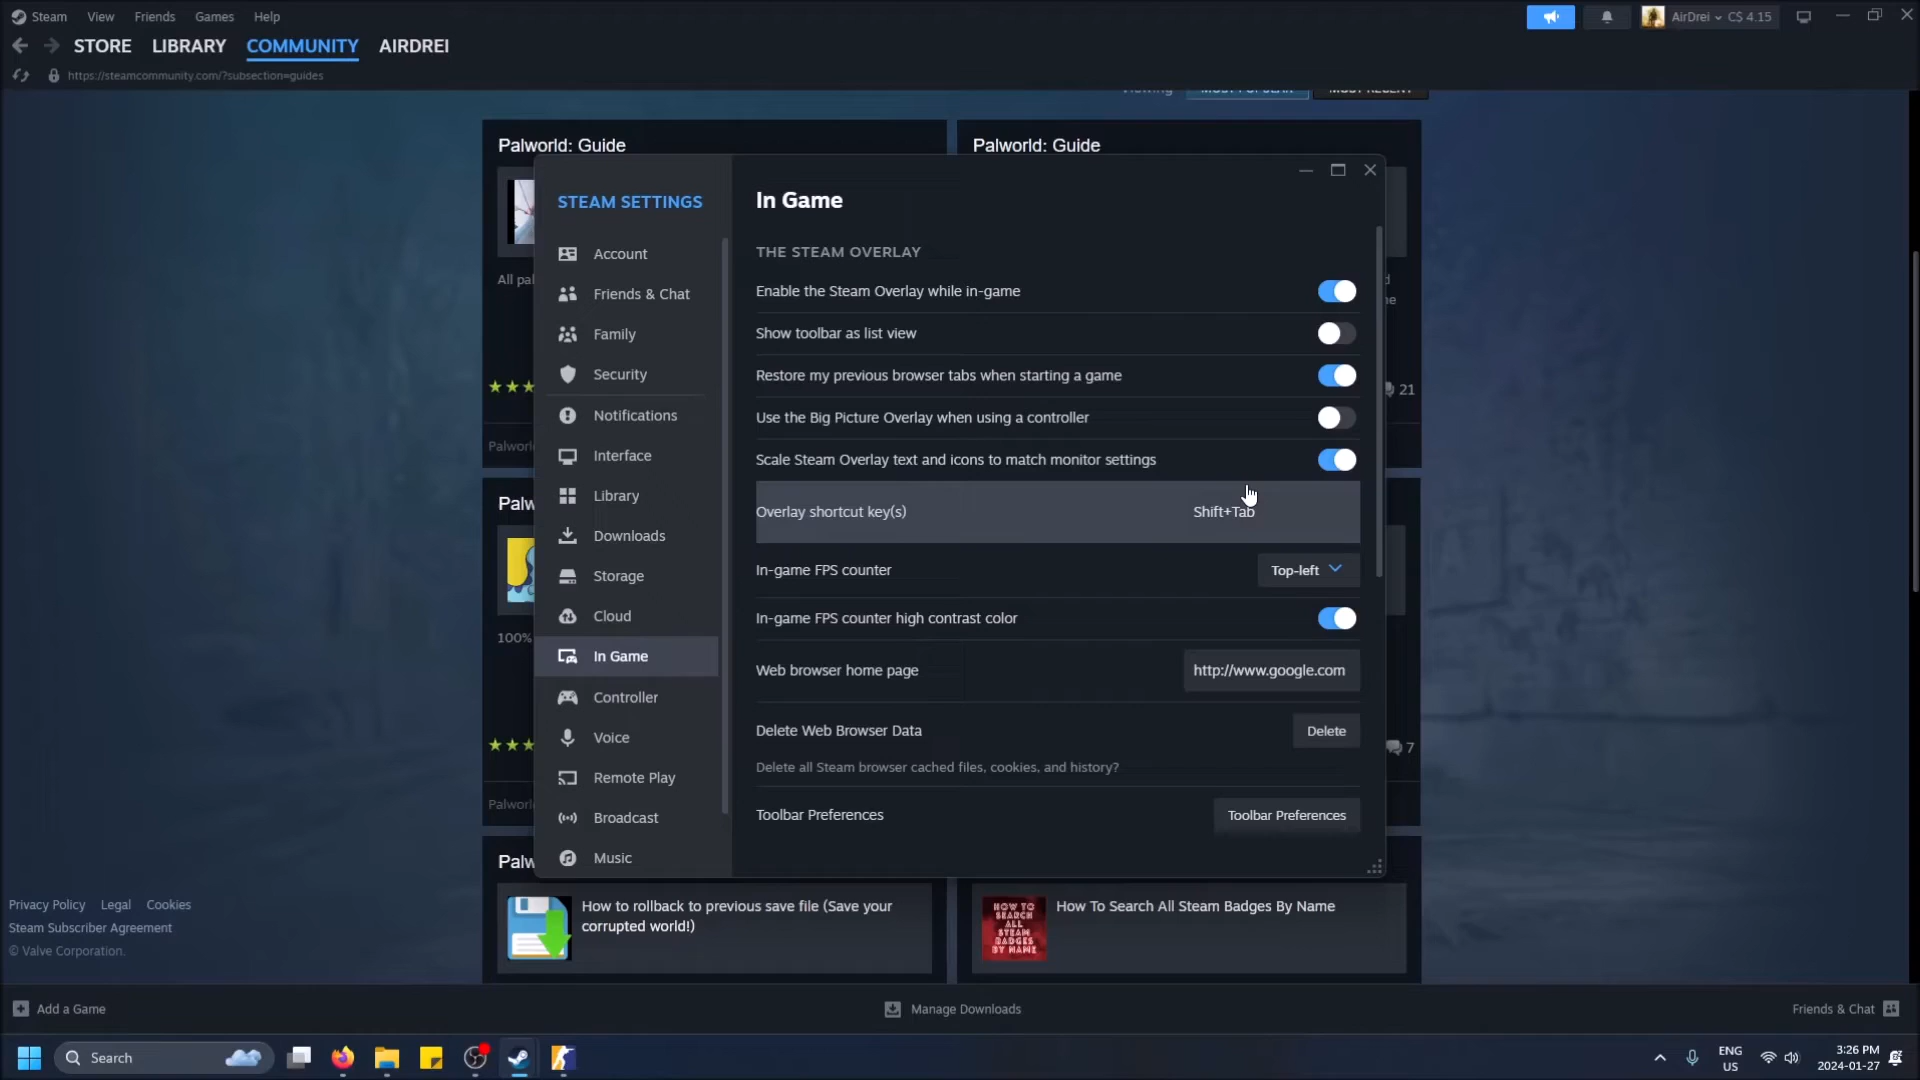 Steam View Friends Games Help
AirDrei C$ 4.15
STORE LIBRARY COMMUNITY AIRDREI
https://steamcommunity.com/?subsection=guides
Viewing MOST POPULAR MOST RECENT
Palworld: Guide
Palworld: Guide
STEAM SETTINGS
In Game
Account
THE STEAM OVERLAY
All pal
Friends & Chat
Enable the Steam Overlay while in-game
Family
Show toolbar as list view
Security
Restore my previous browser tabs when starting a game
21
Notifications
Use the Big Picture Overlay when using a controller
Palworl
Interface
Scale Steam Overlay text and icons to match monitor settings
Palw
Library
Overlay shortcut key(s) Shift+Tab
Downloads
Storage
In-game FPS counter Top-left
Cloud
In-game FPS counter high contrast color
100%
In Game
Web browser home page http://www.google.com
Controller
Voice
Delete Web Browser Data Delete
7
Remote Play
Delete all Steam browser cached files, cookies, and history?
Palworl
Broadcast
Toolbar Preferences Toolbar Preferences
Palw
Music
How to rollback to previous save file (Save your
corrupted world!)
HOW TO
SEARCH
ALL
STEAM
BADGES
BY NAME
How To Search All Steam Badges By Name
Privacy Policy Legal Cookies
Steam Subscriber Agreement
© Valve Corporation.
Add a Game Manage Downloads Friends & Chat
Search
ENG
US
3:26 PM
2024-01-27